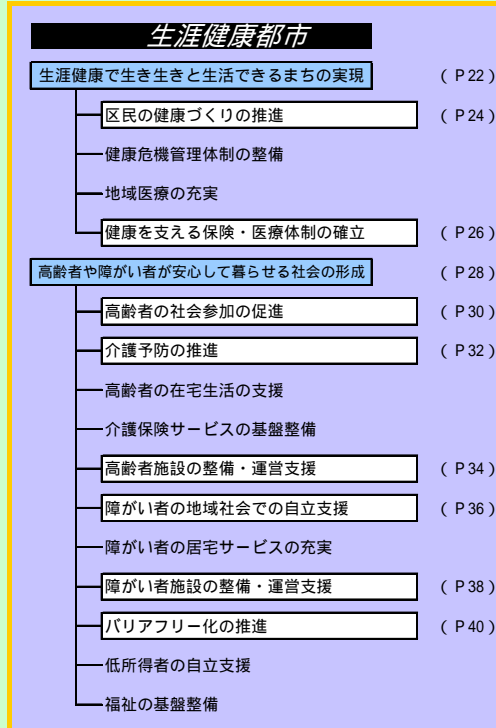 生涯健康都市
生涯健康で生き生きと生活できるまちの実現 （P22）
区民の健康づくりの推進 （P24）
健康危機管理体制の整備
地域医療の充実
健康を支える保険・医療体制の確立 （P26）
高齢者や障がい者が安心して暮らせる社会の形成 （P28）
高齢者の社会参加の促進 （P30）
介護予防の推進 （P32）
高齢者の在宅生活の支援
介護保険サービスの基盤整備
高齢者施設の整備・運営支援 （P34）
障がい者の地域社会での自立支援 （P36）
障がい者の居宅サービスの充実
障がい者施設の整備・運営支援 （P38）
バリアフリー化の推進 （P40）
低所得者の自立支援
福祉の基盤整備